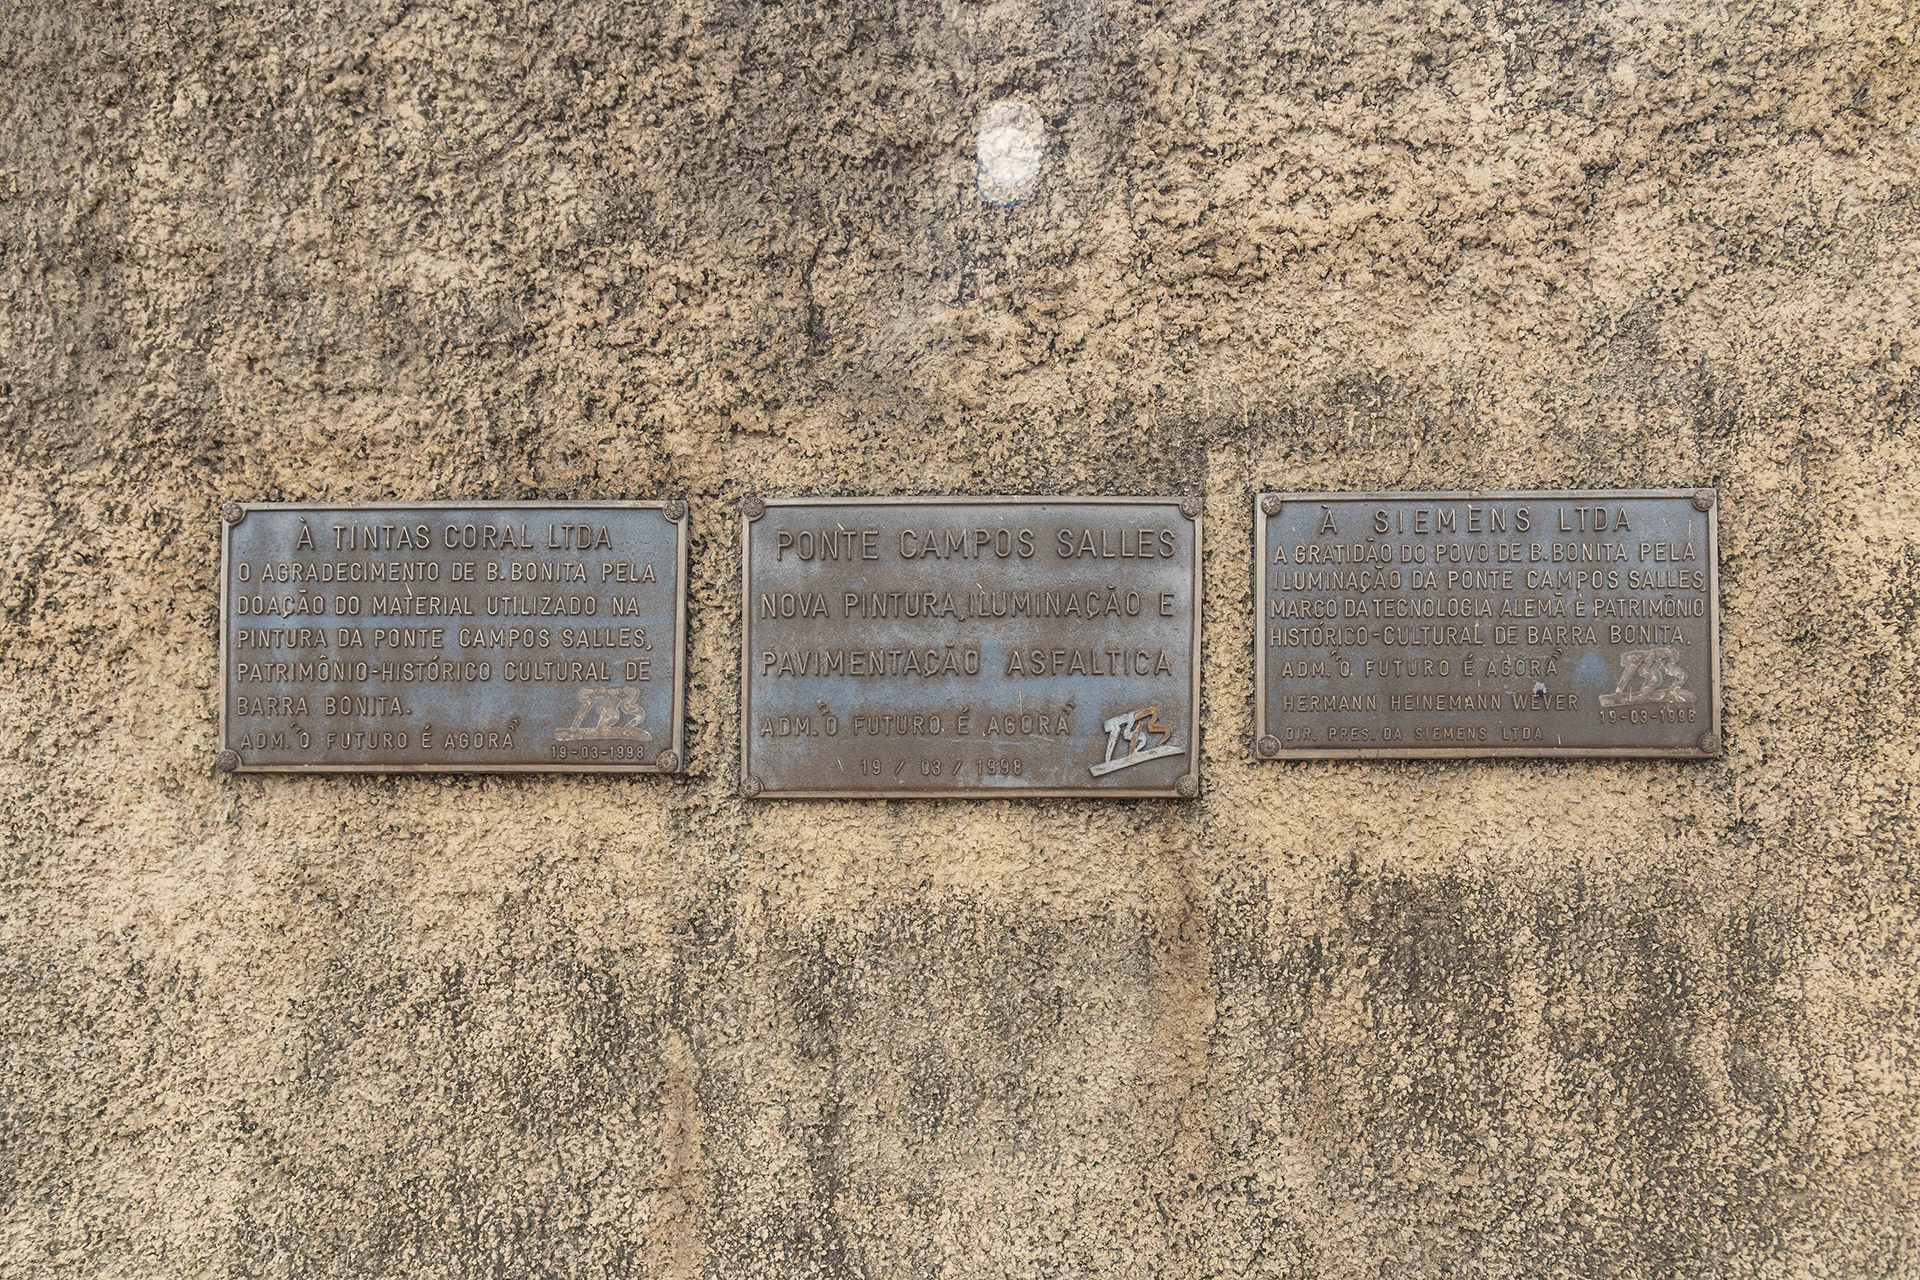 À TINTAS CORAL LTDA
O AGRADECIMENTO DE B. BONITA PELA
DOAÇÃO DO MATERIAL UTILIZADO NA
PINTURA DA PONTE CAMPOS SALLES,
PATRIMÔNIO-HISTÓRICO CULTURAL DE
BARRA BONITA.
ADM. "O FUTURO É AGORA"
19-03-1998
PONTE CAMPOS SALLES
NOVA PINTURA, ILUMINAÇÃO E
PAVIMENTAÇÃO ASFALTICA
ADM. "O FUTURO É AGORA"
19 / 03 / 1998
À SIEMENS LTDA
A GRATIDÃO DO POVO DE B. BONITA PELA
ILUMINAÇÃO DA PONTE CAMPOS SALLES,
MARCO DA TECNOLOGIA ALEMÃ E PATRIMÔNIO
HISTÓRICO-CULTURAL DE BARRA BONITA.
ADM. "O FUTURO É AGORA"
HERMANN HEINEMANN WEVER
19-03-1998
DIR. PRES. DA SIEMENS LTDA